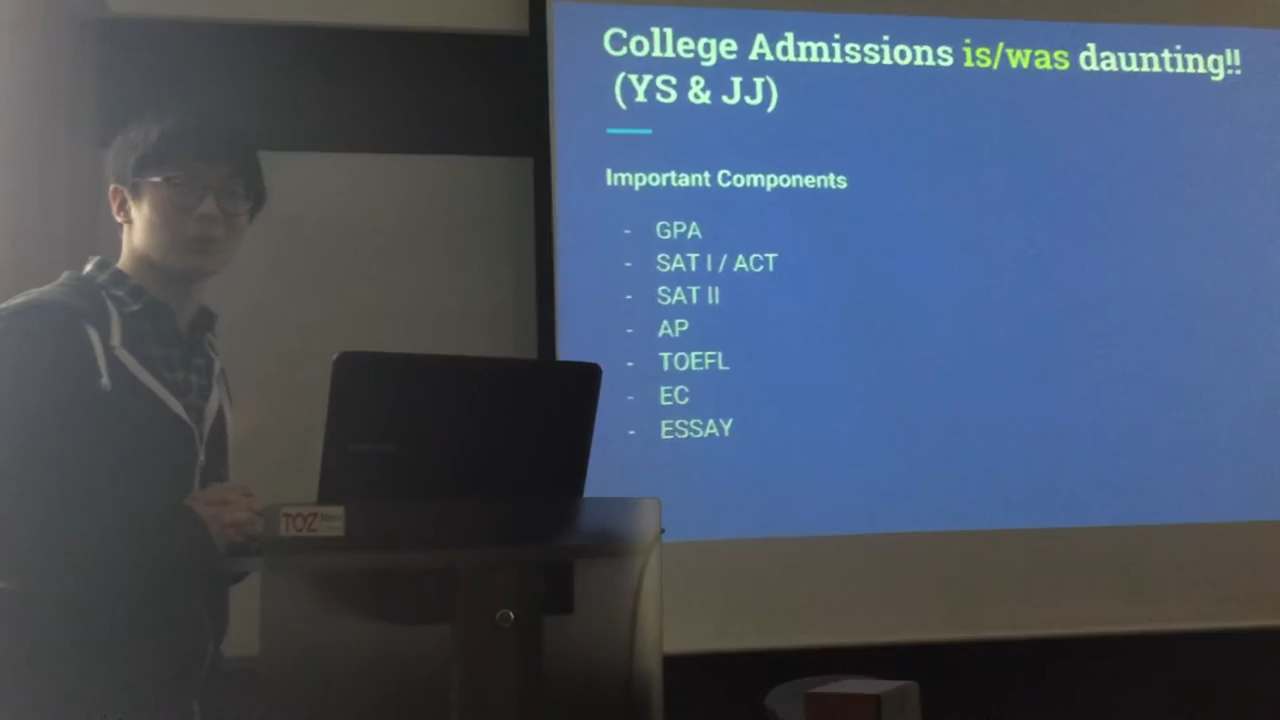 College Admissions is/was daunting!!
(YS & JJ)
Important Components
- GPA
- SAT I / ACT
- SAT II
- AP
- TOEFL
- EC
- ESSAY
TOZ